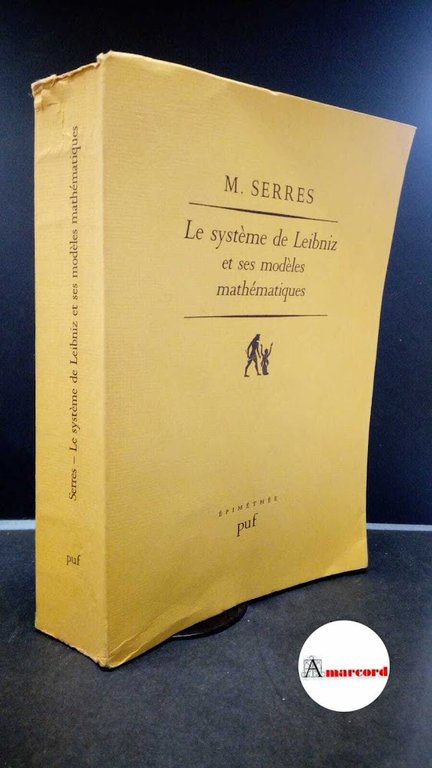 M. SERRES
Le système de Leibniz
et ses modèles
mathématiques
ÉPIMÉTHÉE
puf
Serres – Le système de Leibniz et ses modèles mathématiques
puf
Amarcord